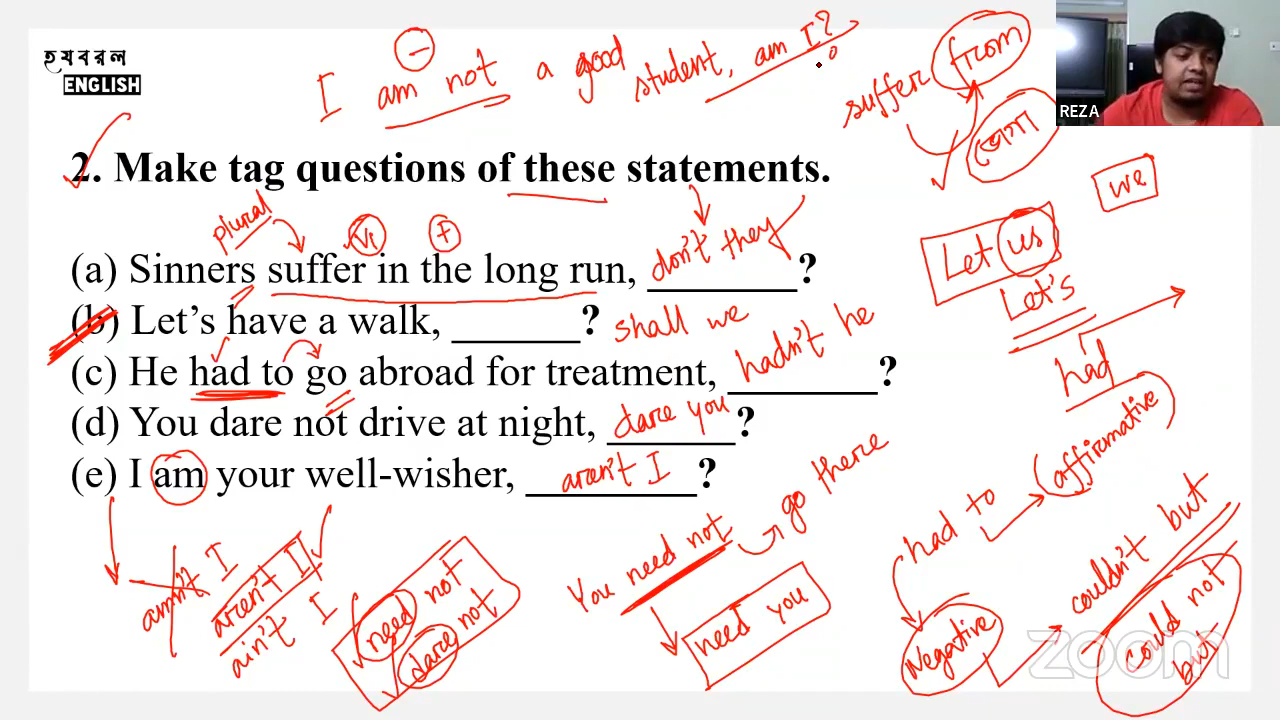 হযবরল
ENGLISH
I am not a good student, am I?
−
suffer from
ভোগা
REZA
2. Make tag questions of these statements.
we
plural
V1
+
Let us
Let's
(a) Sinners suffer in the long run, don't they ?
(b) Let's have a walk, ______? shall we
(c) He had to go abroad for treatment, hadn't he ?
(d) You dare not drive at night, dare you ?
(e) I am your well-wisher, aren't I ?
had
had to
affirmative
Negative
couldn't but
could not but
amn't I
aren't I
ain't I
need not
dare not
You need not
go there
need you
zoom